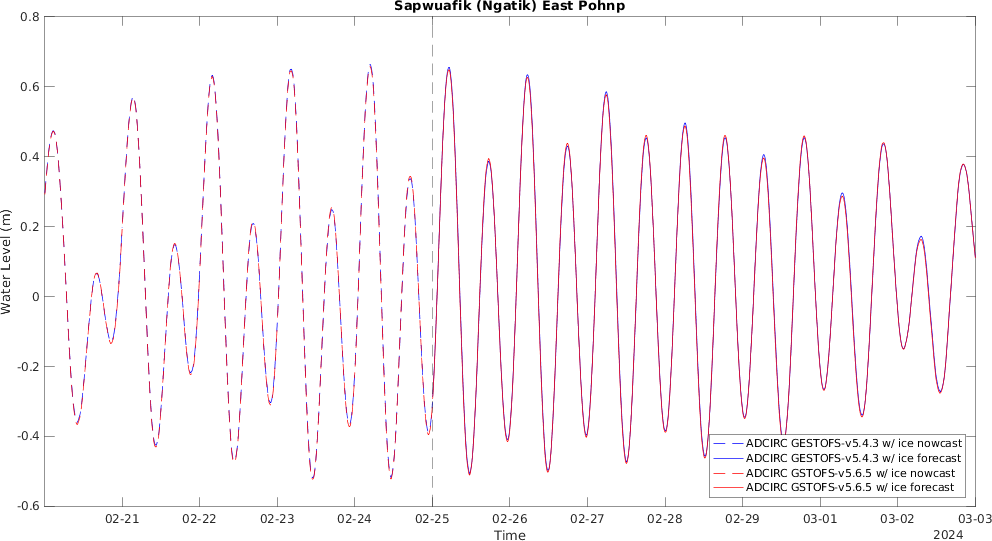 Sapwuafik (Ngatik) East Pohnp
0.8
0.6
0.4
0.2
0
-0.2
-0.4
-0.6
Water Level (m)
ADCIRC GESTOFS-v5.4.3 w/ ice nowcast
ADCIRC GESTOFS-v5.4.3 w/ ice forecast
ADCIRC GSTOFS-v5.6.5 w/ ice nowcast
ADCIRC GSTOFS-v5.6.5 w/ ice forecast
02-21 02-22 02-23 02-24 02-25 02-26 02-27 02-28 02-29 03-01 03-02 03-03
Time
2024